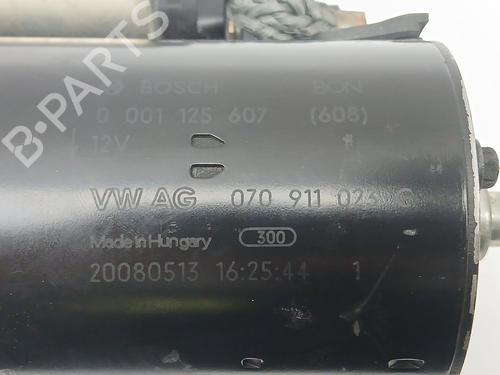 BOSCH BON
0 001 125 607 (608)
12V
VW AG 070 911 023
Made in Hungary 300
20080513 16:25:44 1
B-PARTS